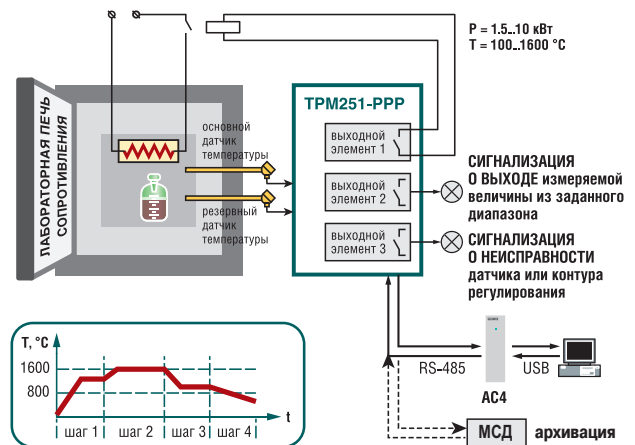 P = 1.5..10 кВт
T = 100..1600 °C
ЛАБОРАТОРНАЯ ПЕЧЬ
СОПРОТИВЛЕНИЯ
основной
датчик
температуры
резервный
датчик
температуры
ТРМ251-РРР
выходной
элемент 1
выходной
элемент 2
выходной
элемент 3
СИГНАЛИЗАЦИЯ
О ВЫХОДЕ измеряемой
величины из заданного
диапазона
СИГНАЛИЗАЦИЯ
О НЕИСПРАВНОСТИ
датчика или контура
регулирования
RS-485
USB
АС4
МСД
архивация
T, °C
1600
800
t
шаг 1
шаг 2
шаг 3
шаг 4